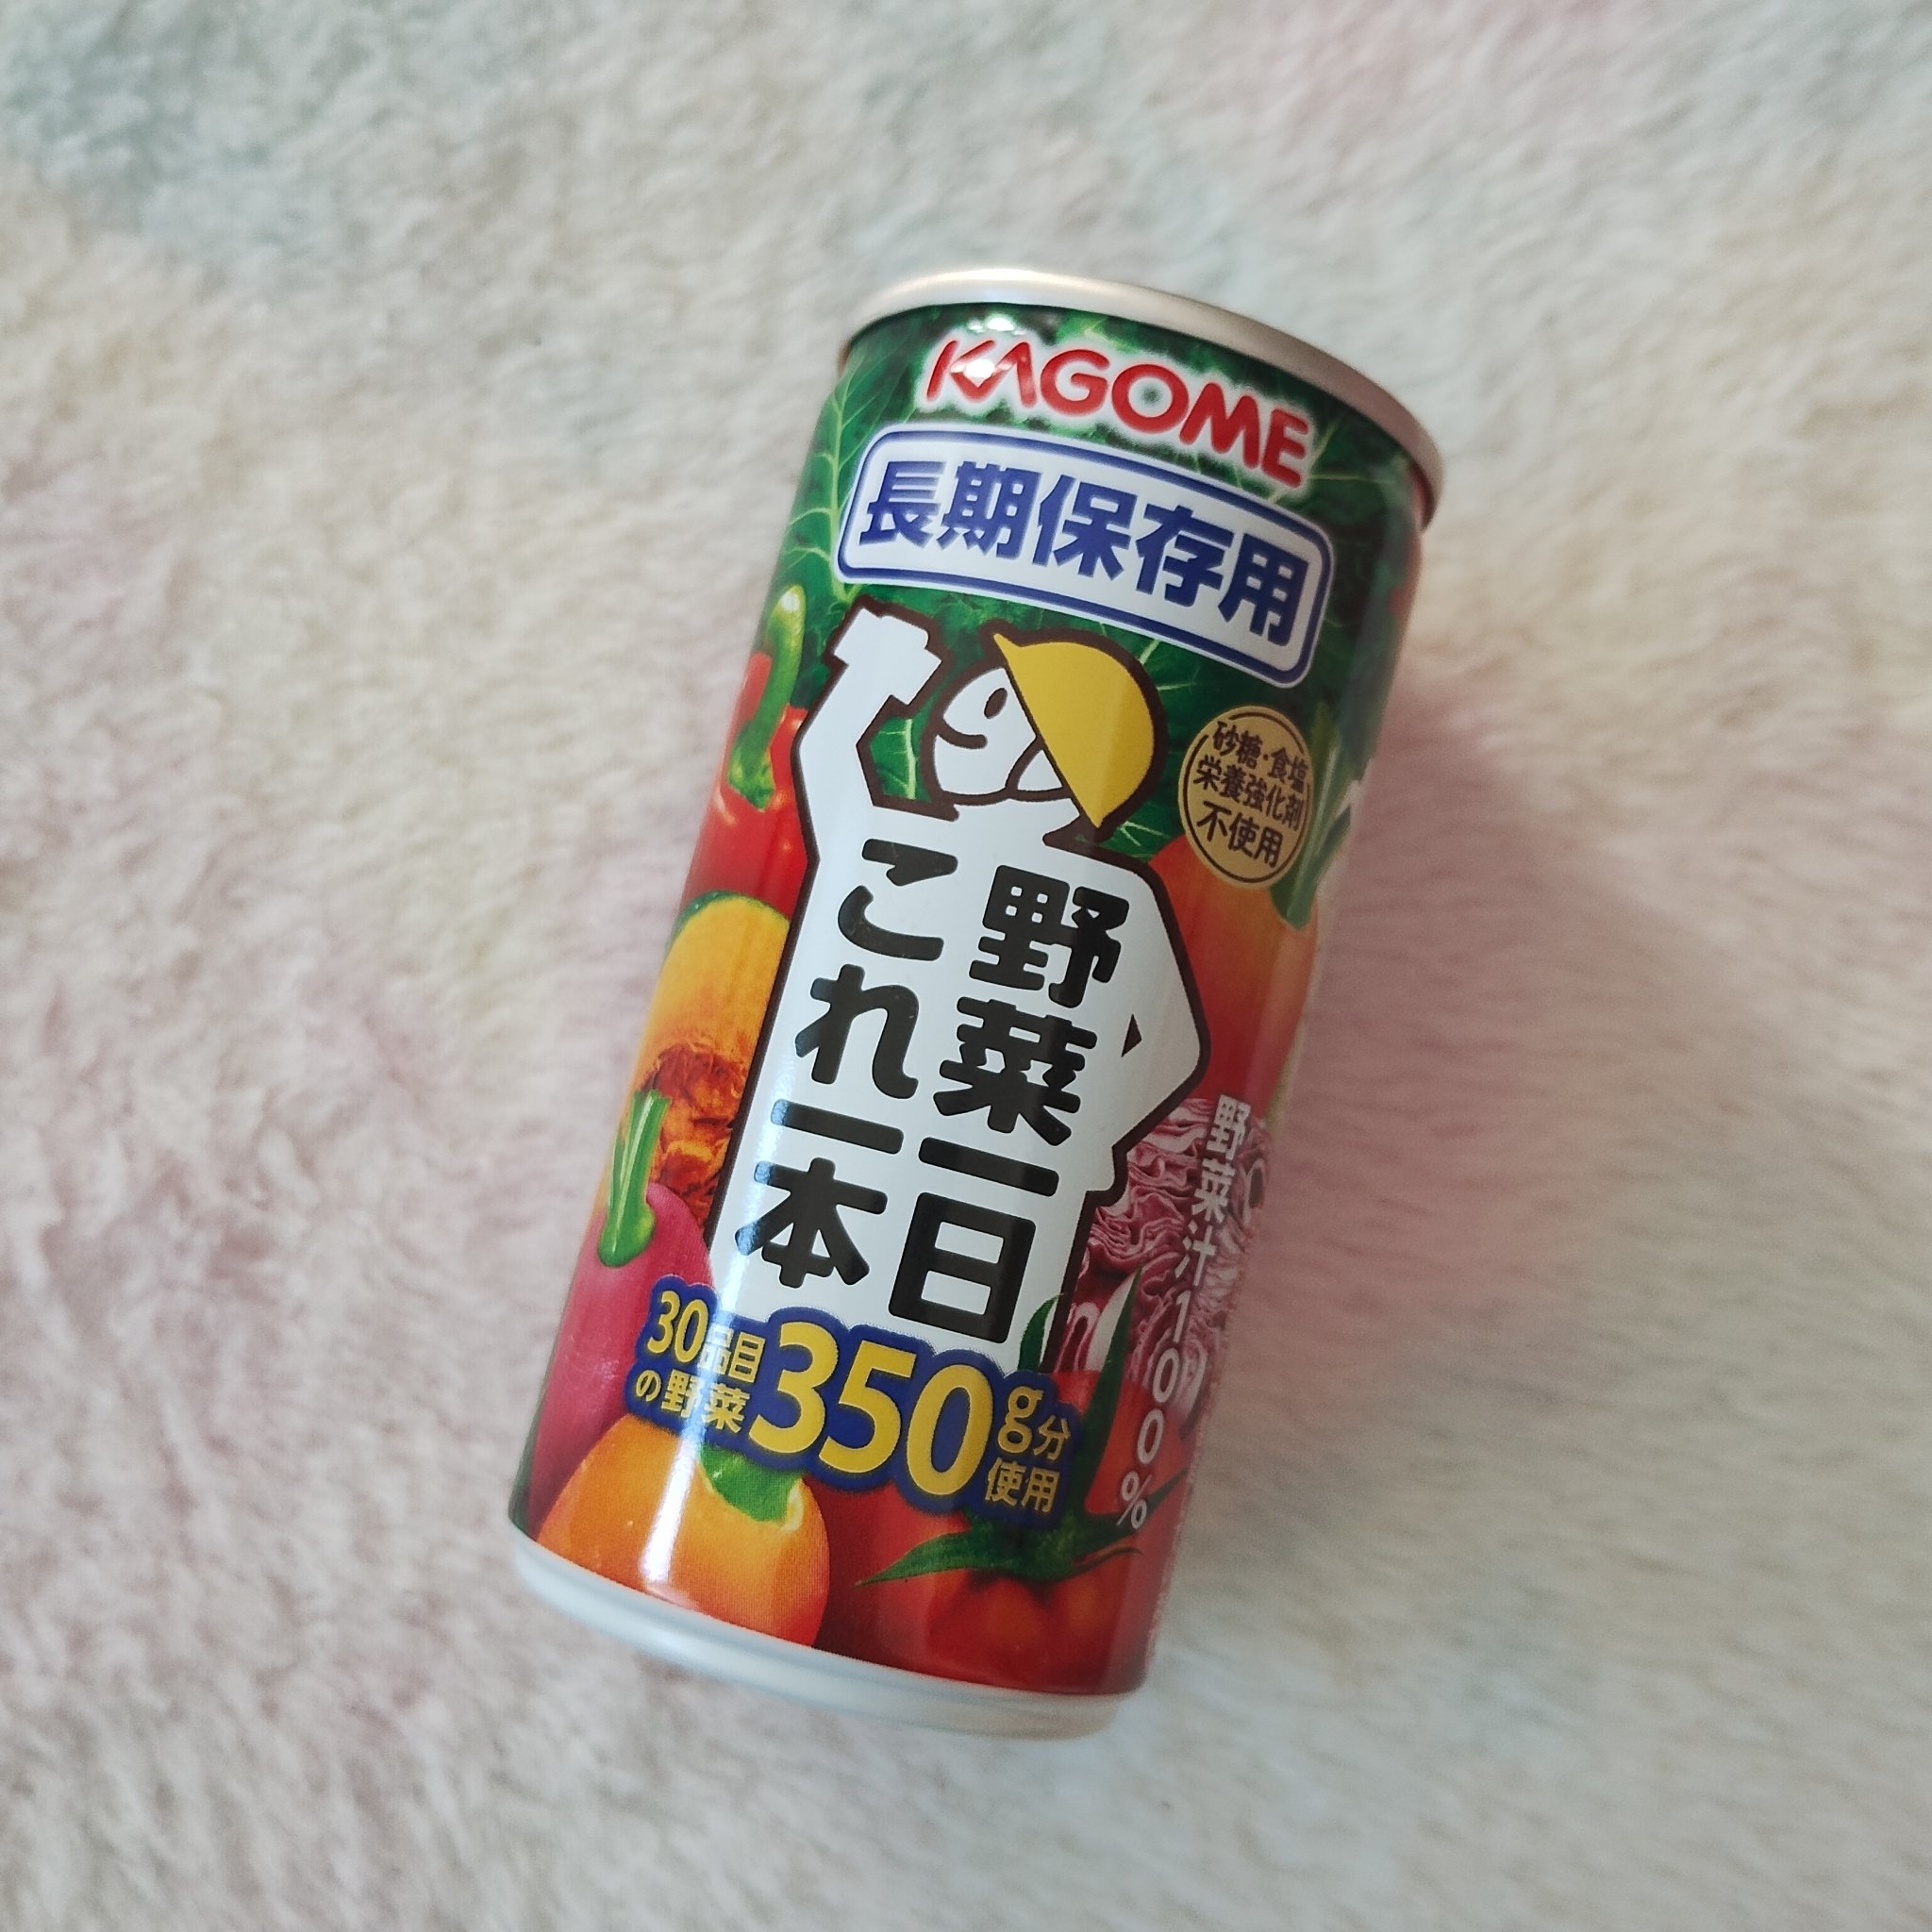 KAGOME
長期保存用
砂糖・食塩
栄養強化剤
不使用
野菜一日
これ一本
野菜汁100%
30品目
の野菜
350g分
使用